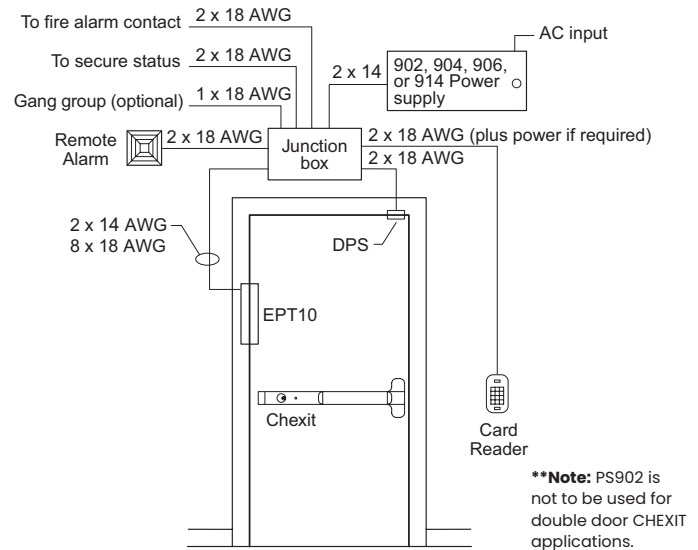 To fire alarm contact
2 x 18 AWG
To secure status
2 x 18 AWG
Gang group (optional)
1 x 18 AWG
Remote
Alarm
2 x 18 AWG
Junction
box
2 x 14
902, 904, 906,
or 914 Power
supply
AC input
2 x 18 AWG (plus power if required)
2 x 18 AWG
2 x 14 AWG
8 x 18 AWG
DPS
EPT10
Chexit
Card
Reader
**Note: PS902 is
not to be used for
double door CHEXIT
applications.